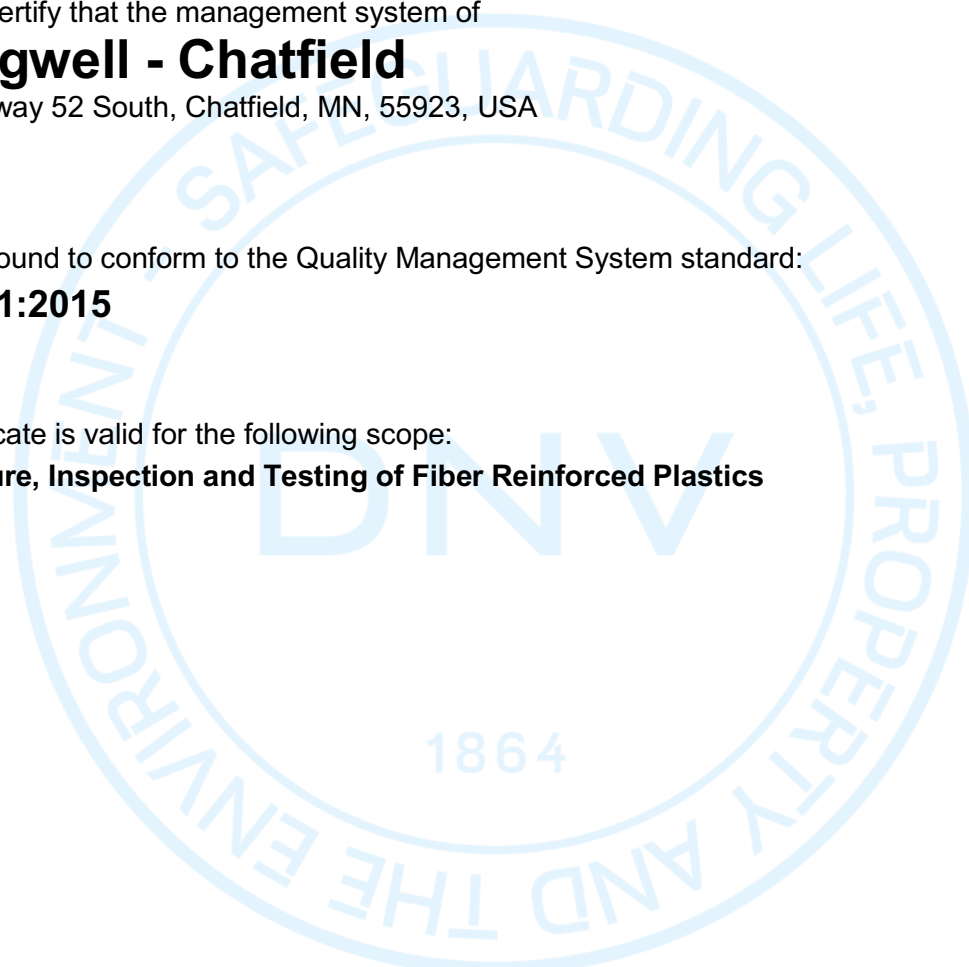 ertify that the management system of
gwell - Chatfield
way 52 South, Chatfield, MN, 55923, USA
ound to conform to the Quality Management System standard:
1:2015
cate is valid for the following scope:
ure, Inspection and Testing of Fiber Reinforced Plastics
SAFEGUARDING LIFE, PROPERTY AND THE ENVIRONMENT -
DNV
1864